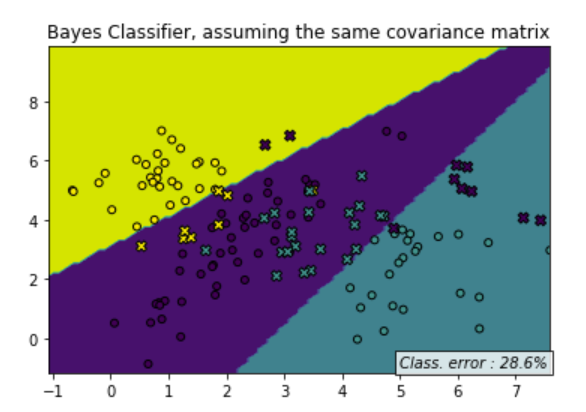 Bayes Classifier, assuming the same covariance matrix
8
6
4
2
0
Class. error : 28.6%
−1 0 1 2 3 4 5 6 7